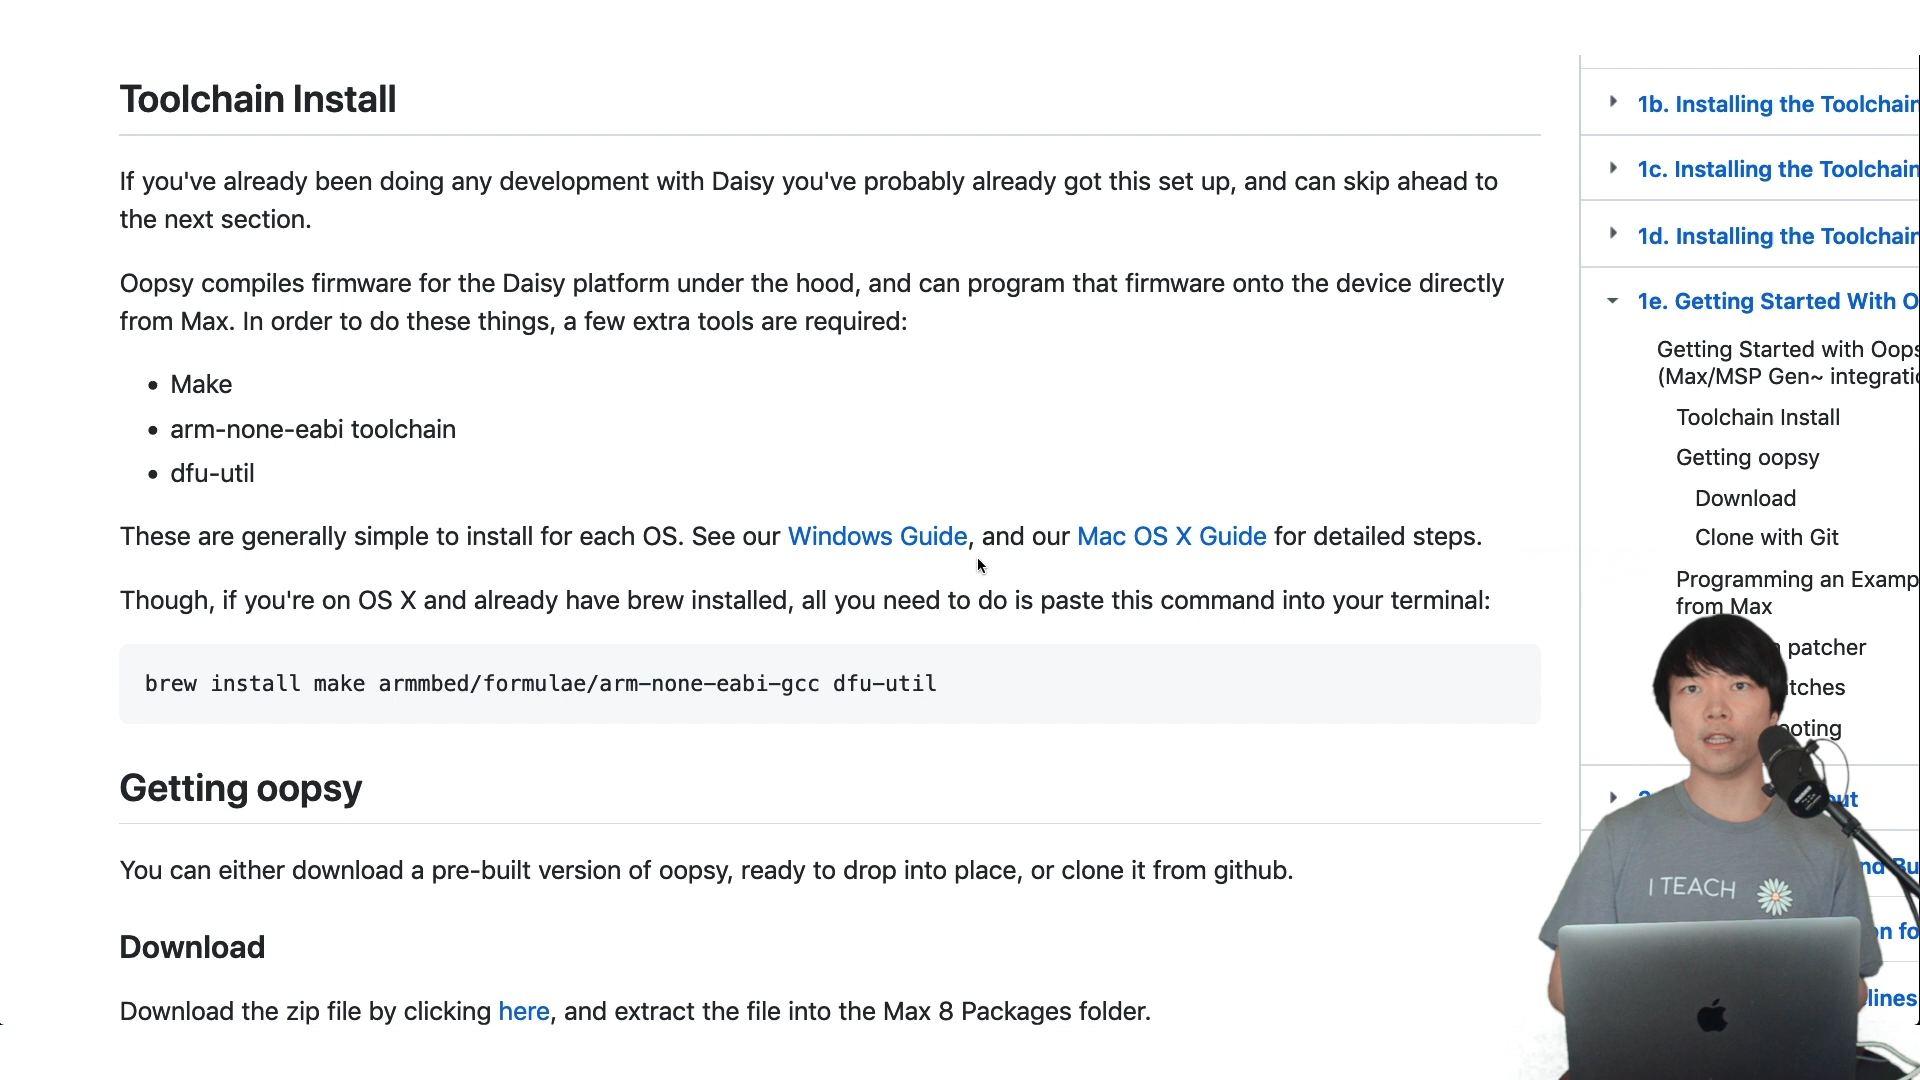 Toolchain Install
If you've already been doing any development with Daisy you've probably already got this set up, and can skip ahead to
the next section.
Oopsy compiles firmware for the Daisy platform under the hood, and can program that firmware onto the device directly
from Max. In order to do these things, a few extra tools are required:
• Make
• arm-none-eabi toolchain
• dfu-util
These are generally simple to install for each OS. See our Windows Guide, and our Mac OS X Guide for detailed steps.
Though, if you're on OS X and already have brew installed, all you need to do is paste this command into your terminal:
brew install make armmbed/formulae/arm-none-eabi-gcc dfu-util
Getting oopsy
You can either download a pre-built version of oopsy, ready to drop into place, or clone it from github.
Download
Download the zip file by clicking here, and extract the file into the Max 8 Packages folder.
1b. Installing the Toolchain
1c. Installing the Toolchain
1d. Installing the Toolchain
1e. Getting Started With O
Getting Started with Oops
(Max/MSP Gen~ integratio
Toolchain Install
Getting oopsy
Download
Clone with Git
Programming an Examp
from Max
patcher
tches
ooting
I TEACH
lines